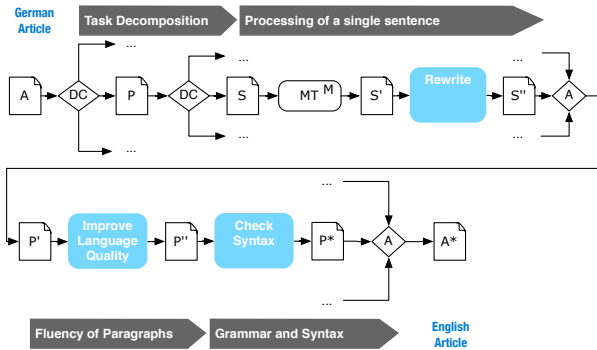 German
Article
Task Decomposition
Processing of a single sentence
...
...
...
Rewrite
A
DC
P
DC
S
MT M
S'
S''
A
...
...
...
...
P'
Improve
Language
Quality
P''
Check
Syntax
P*
A
A*
...
Fluency of Paragraphs
Grammar and Syntax
English
Article